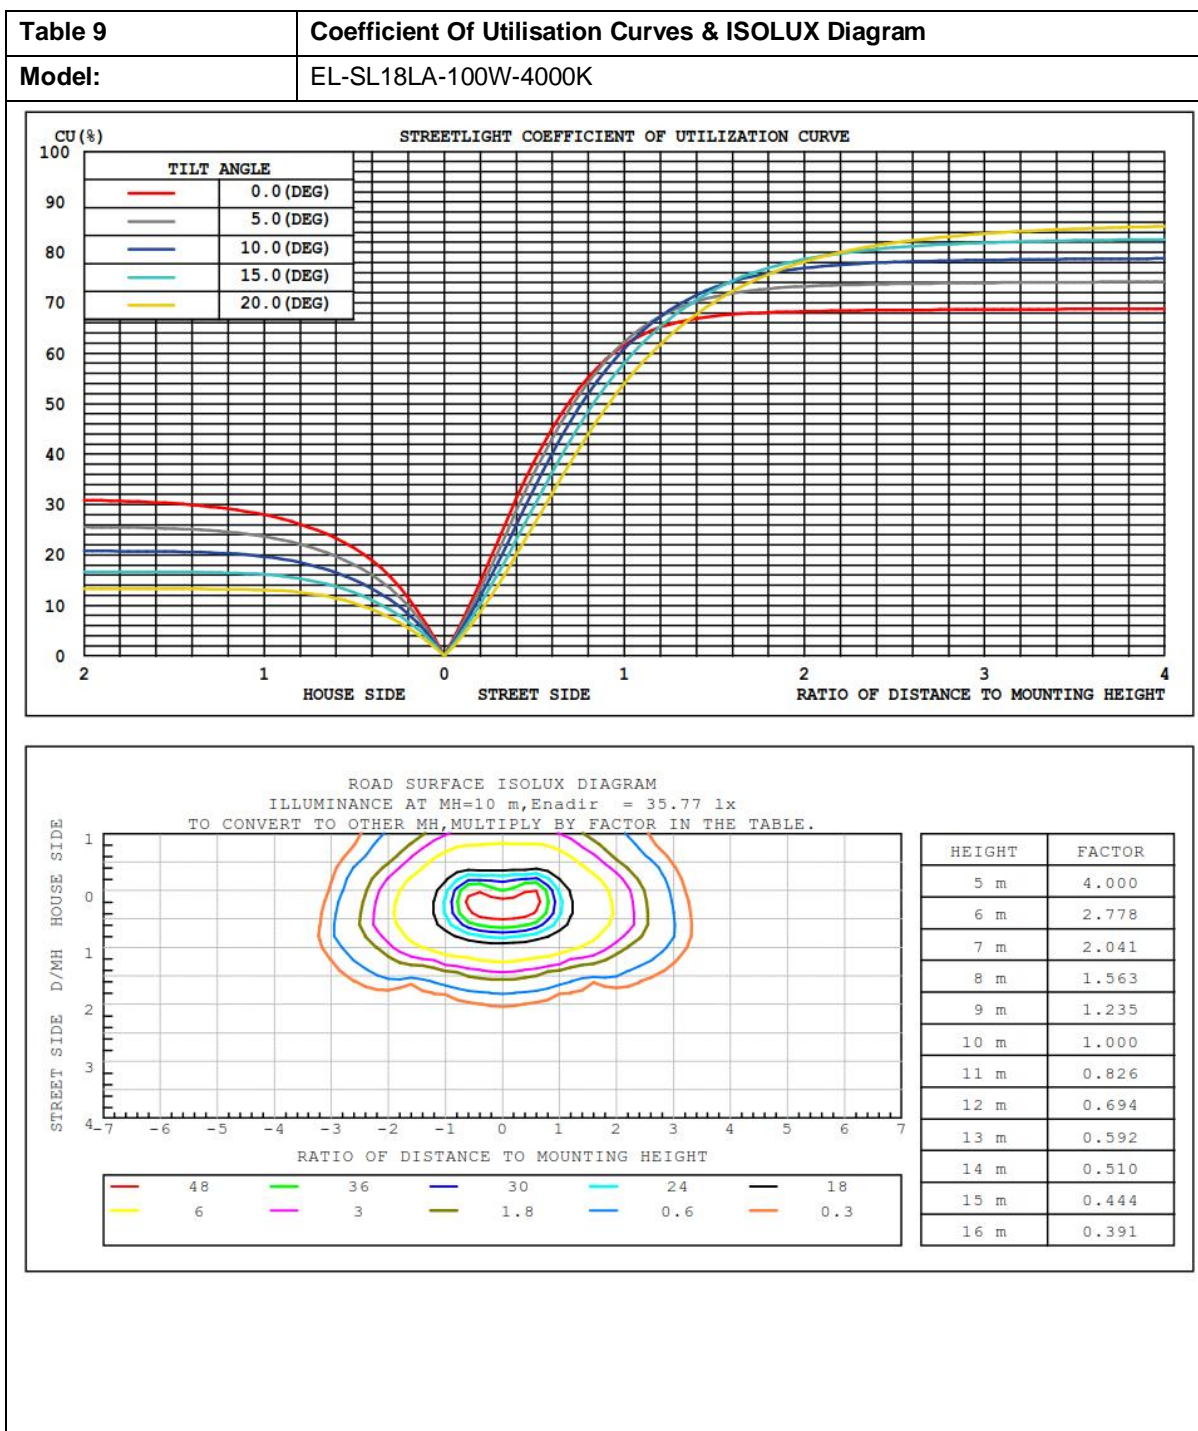 Table 9 Coefficient Of Utilisation Curves & ISOLUX Diagram
Model: EL-SL18LA-100W-4000K
CU(%) STREETLIGHT COEFFICIENT OF UTILIZATION CURVE
100
90
80
70
60
50
40
30
20
10
0
TILT ANGLE
0.0(DEG)
5.0(DEG)
10.0(DEG)
15.0(DEG)
20.0(DEG)
2 1 0 1 2 3 4
HOUSE SIDE STREET SIDE RATIO OF DISTANCE TO MOUNTING HEIGHT
ROAD SURFACE ISOLUX DIAGRAM
ILLUMINANCE AT MH=10 m,Enadir = 35.77 lx
TO CONVERT TO OTHER MH,MULTIPLY BY FACTOR IN THE TABLE.
STREET SIDE D/MH HOUSE SIDE
1
0
1
2
3
4
-7 -6 -5 -4 -3 -2 -1 0 1 2 3 4 5 6 7
RATIO OF DISTANCE TO MOUNTING HEIGHT
48 36 30 24 18
6 3 1.8 0.6 0.3
HEIGHT FACTOR
5 m 4.000
6 m 2.778
7 m 2.041
8 m 1.563
9 m 1.235
10 m 1.000
11 m 0.826
12 m 0.694
13 m 0.592
14 m 0.510
15 m 0.444
16 m 0.391